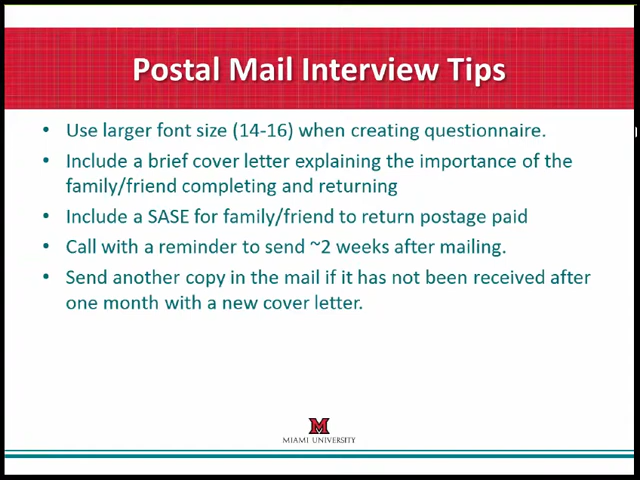 Postal Mail Interview Tips
• Use larger font size (14-16) when creating questionnaire.
• Include a brief cover letter explaining the importance of the
family/friend completing and returning
• Include a SASE for family/friend to return postage paid
• Call with a reminder to send ~2 weeks after mailing.
• Send another copy in the mail if it has not been received after
one month with a new cover letter.
M
MIAMI UNIVERSITY